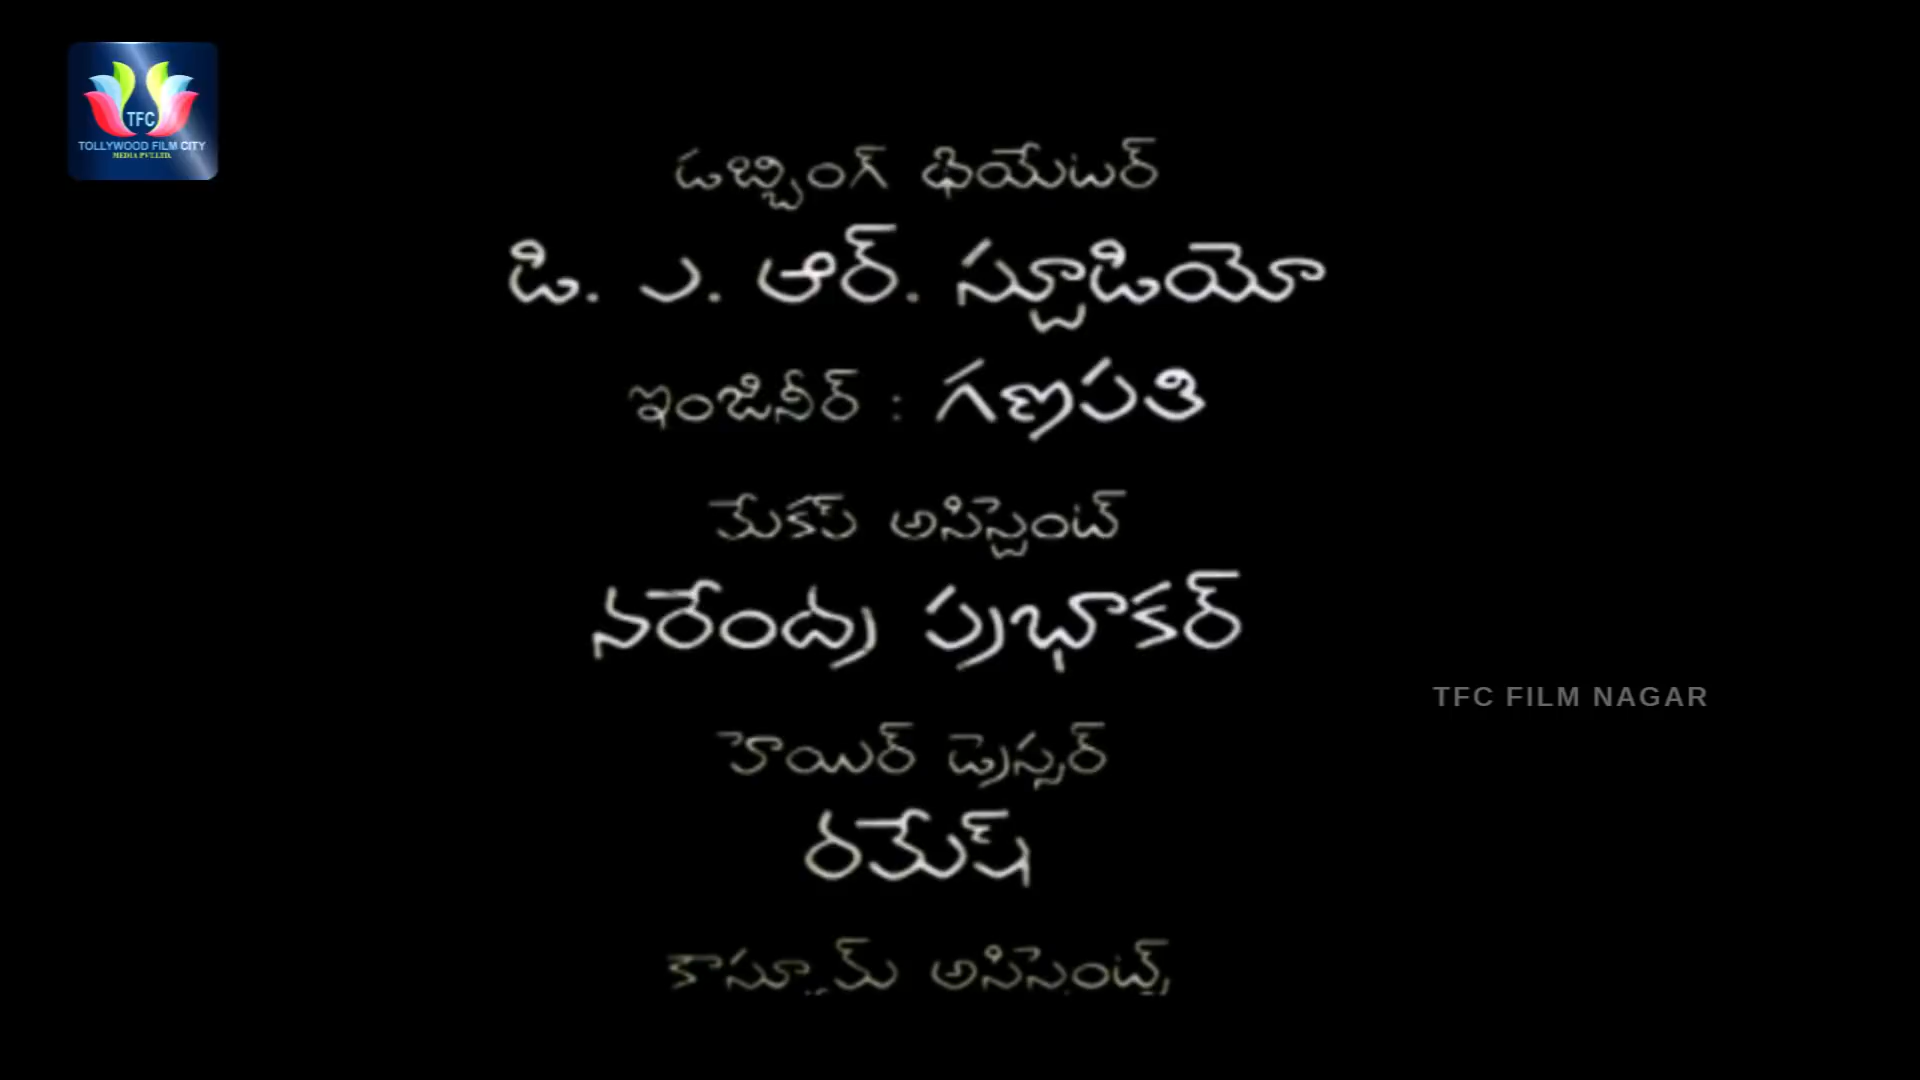 TFC
TOLLYWOOD FILM CITY
MEDIA PVT.LTD.
డబ్బింగ్ థియేటర్
డి. ఎ. ఆర్. స్టూడియో
ఇంజినీర్ : గణపతి
మేకప్ అసిస్టెంట్
నరేంద్ర ప్రభాకర్
TFC FILM NAGAR
హెయిర్ డ్రెస్సర్
రమేష్
కాస్ట్యూమ్ అసిస్టెంట్స్